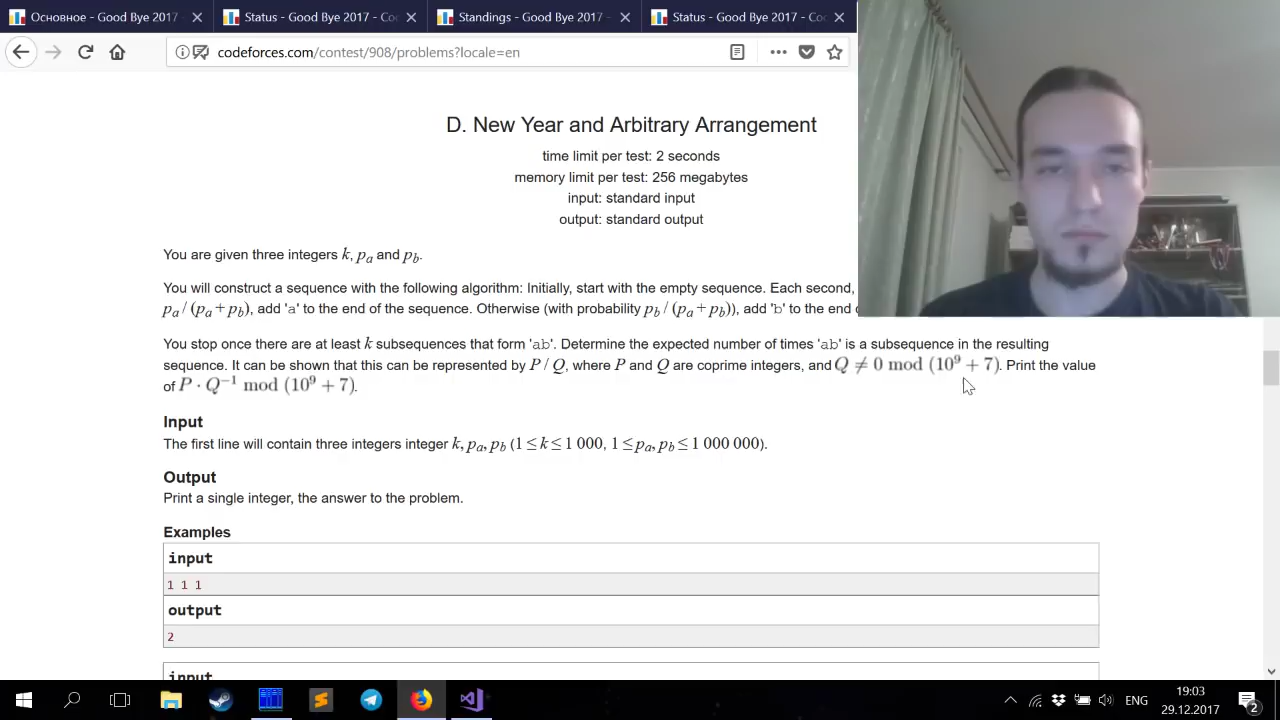 Основное - Good Bye 2017 -
Status - Good Bye 2017 - Co
Standings - Good Bye 2017 -
Status - Good Bye 2017 - Co
codeforces.com/contest/908/problems?locale=en
D. New Year and Arbitrary Arrangement
time limit per test: 2 seconds
memory limit per test: 256 megabytes
input: standard input
output: standard output
You are given three integers k, pa and pb.
You will construct a sequence with the following algorithm: Initially, start with the empty sequence. Each second,
pa / (pa + pb), add 'a' to the end of the sequence. Otherwise (with probability pb / (pa + pb)), add 'b' to the end
You stop once there are at least k subsequences that form 'ab'. Determine the expected number of times 'ab' is a subsequence in the resulting
sequence. It can be shown that this can be represented by P / Q, where P and Q are coprime integers, and Q ≠ 0 mod (10⁹ + 7). Print the value
of P · Q⁻¹ mod (10⁹ + 7).
Input
The first line will contain three integers integer k, pa, pb (1 ≤ k ≤ 1 000, 1 ≤ pa, pb ≤ 1 000 000).
Output
Print a single integer, the answer to the problem.
Examples
input
1 1 1
output
2
input
ENG
19:03
29.12.2017
2